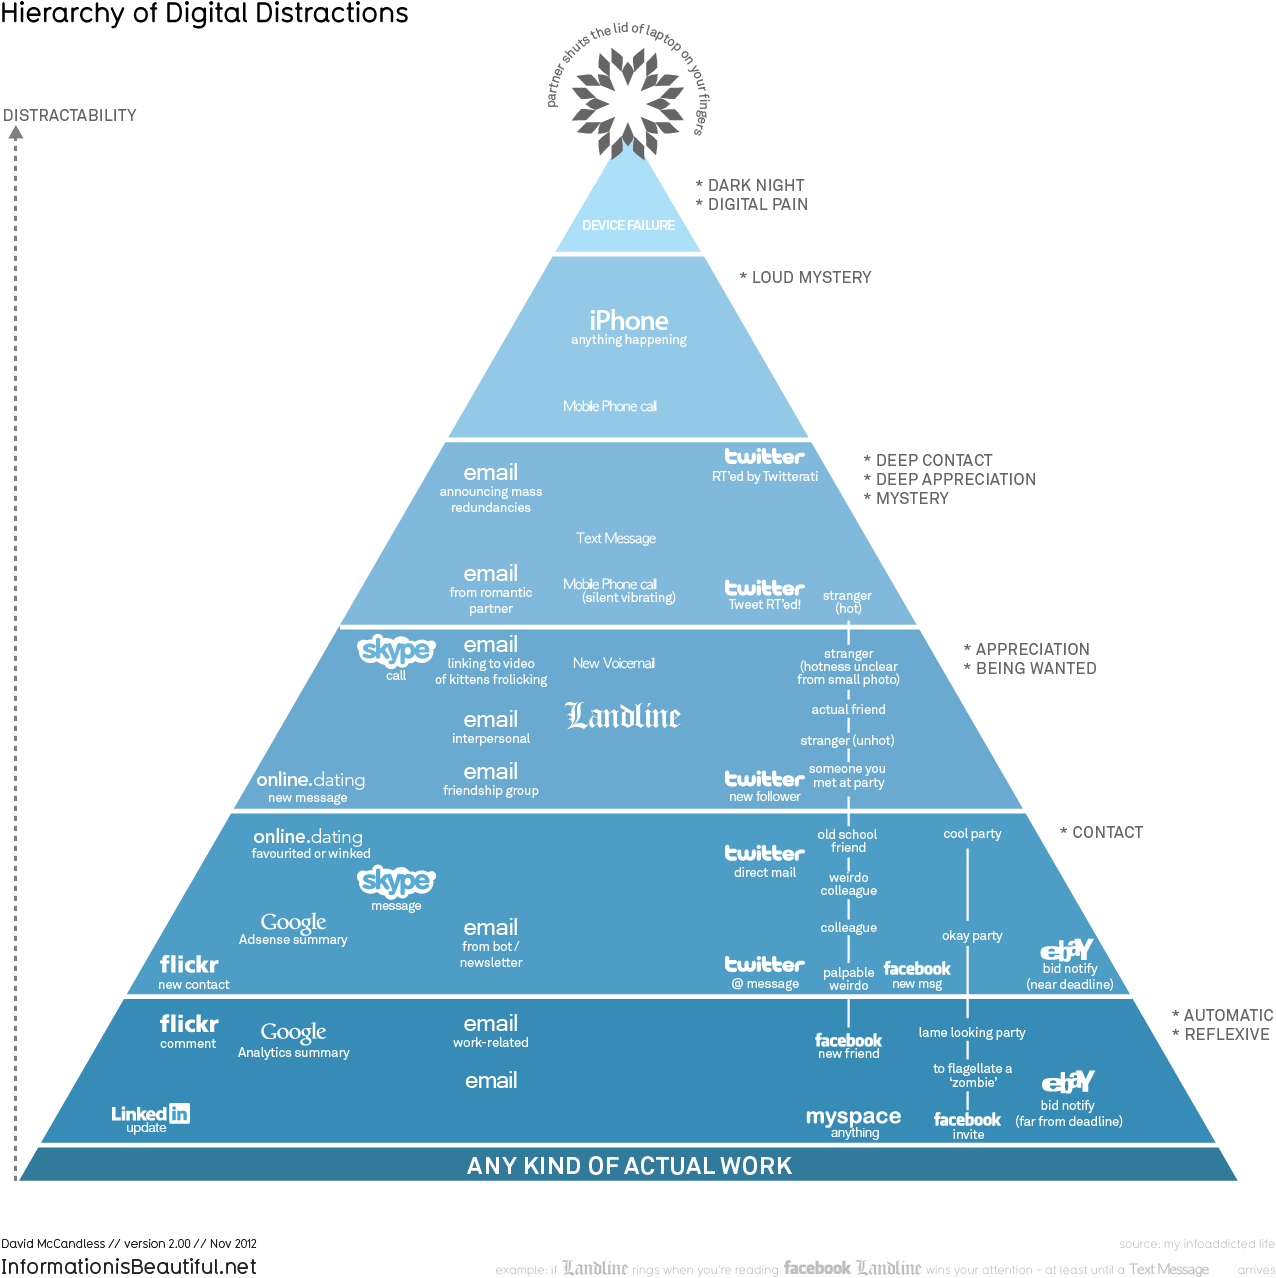 Hierarchy of Digital Distractions
partner shuts the lid of laptop on your fingers
DISTRACTABILITY
* DARK NIGHT
* DIGITAL PAIN
DEVICE FAILURE
* LOUD MYSTERY
iPhone
anything happening
Mobile Phone call
* DEEP CONTACT
* DEEP APPRECIATION
* MYSTERY
email
announcing mass
redundancies
twitter
RT'ed by Twitterati
Text Message
email
from romantic
partner
Mobile Phone call
(silent vibrating)
twitter
Tweet RT'ed!
stranger
(hot)
* APPRECIATION
* BEING WANTED
skype
call
email
linking to video
of kittens frolicking
New Voicemail
stranger
(hotness unclear
from small photo)
email
interpersonal
Landline
actual friend
stranger (unhot)
online.dating
new message
email
friendship group
twitter
new follower
someone you
met at party
* CONTACT
online.dating
favourited or winked
skype
message
twitter
direct mail
old school
friend
weirdo
colleague
cool party
Google
Adsense summary
email
from bot /
newsletter
colleague
okay party
flickr
new contact
twitter
@ message
palpable
weirdo
facebook
new msg
ebay
bid notify
(near deadline)
* AUTOMATIC
* REFLEXIVE
flickr
comment
Google
Analytics summary
email
work-related
facebook
new friend
lame looking party
email
to flagellate a
'zombie'
ebay
bid notify
(far from deadline)
Linked in
update
myspace
anything
facebook
invite
ANY KIND OF ACTUAL WORK
David McCandless // version 2.00 // Nov 2012
InformationisBeautiful.net
source: my infoaddicted life
example: if Landline rings when you're reading facebook Landline wins your attention - at least until a Text Message arrives